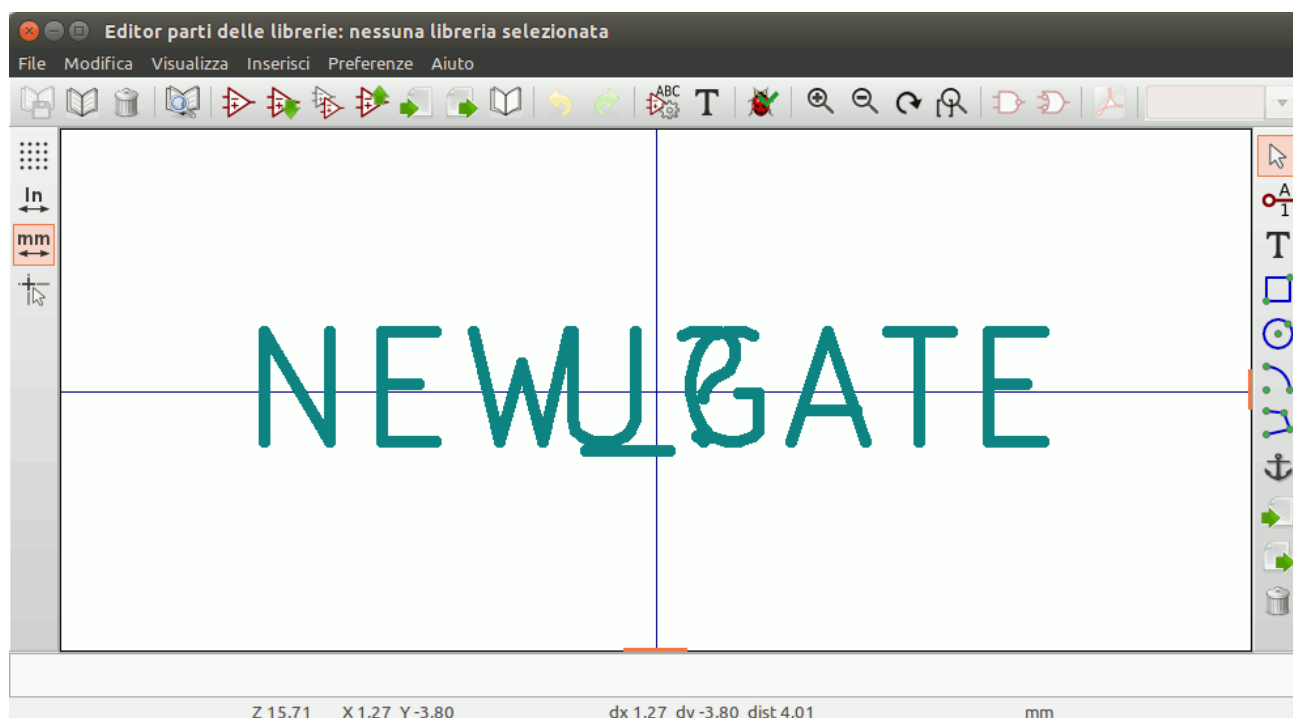 Editor parti delle librerie: nessuna libreria selezionata
File Modifica Visualizza Inserisci Preferenze Aiuto
ABC T
In
mm
A
1
T
NEW_GATE
U?
Z 15,71 X 1,27 Y -3,80 dx 1,27 dy -3,80 dist 4,01 mm